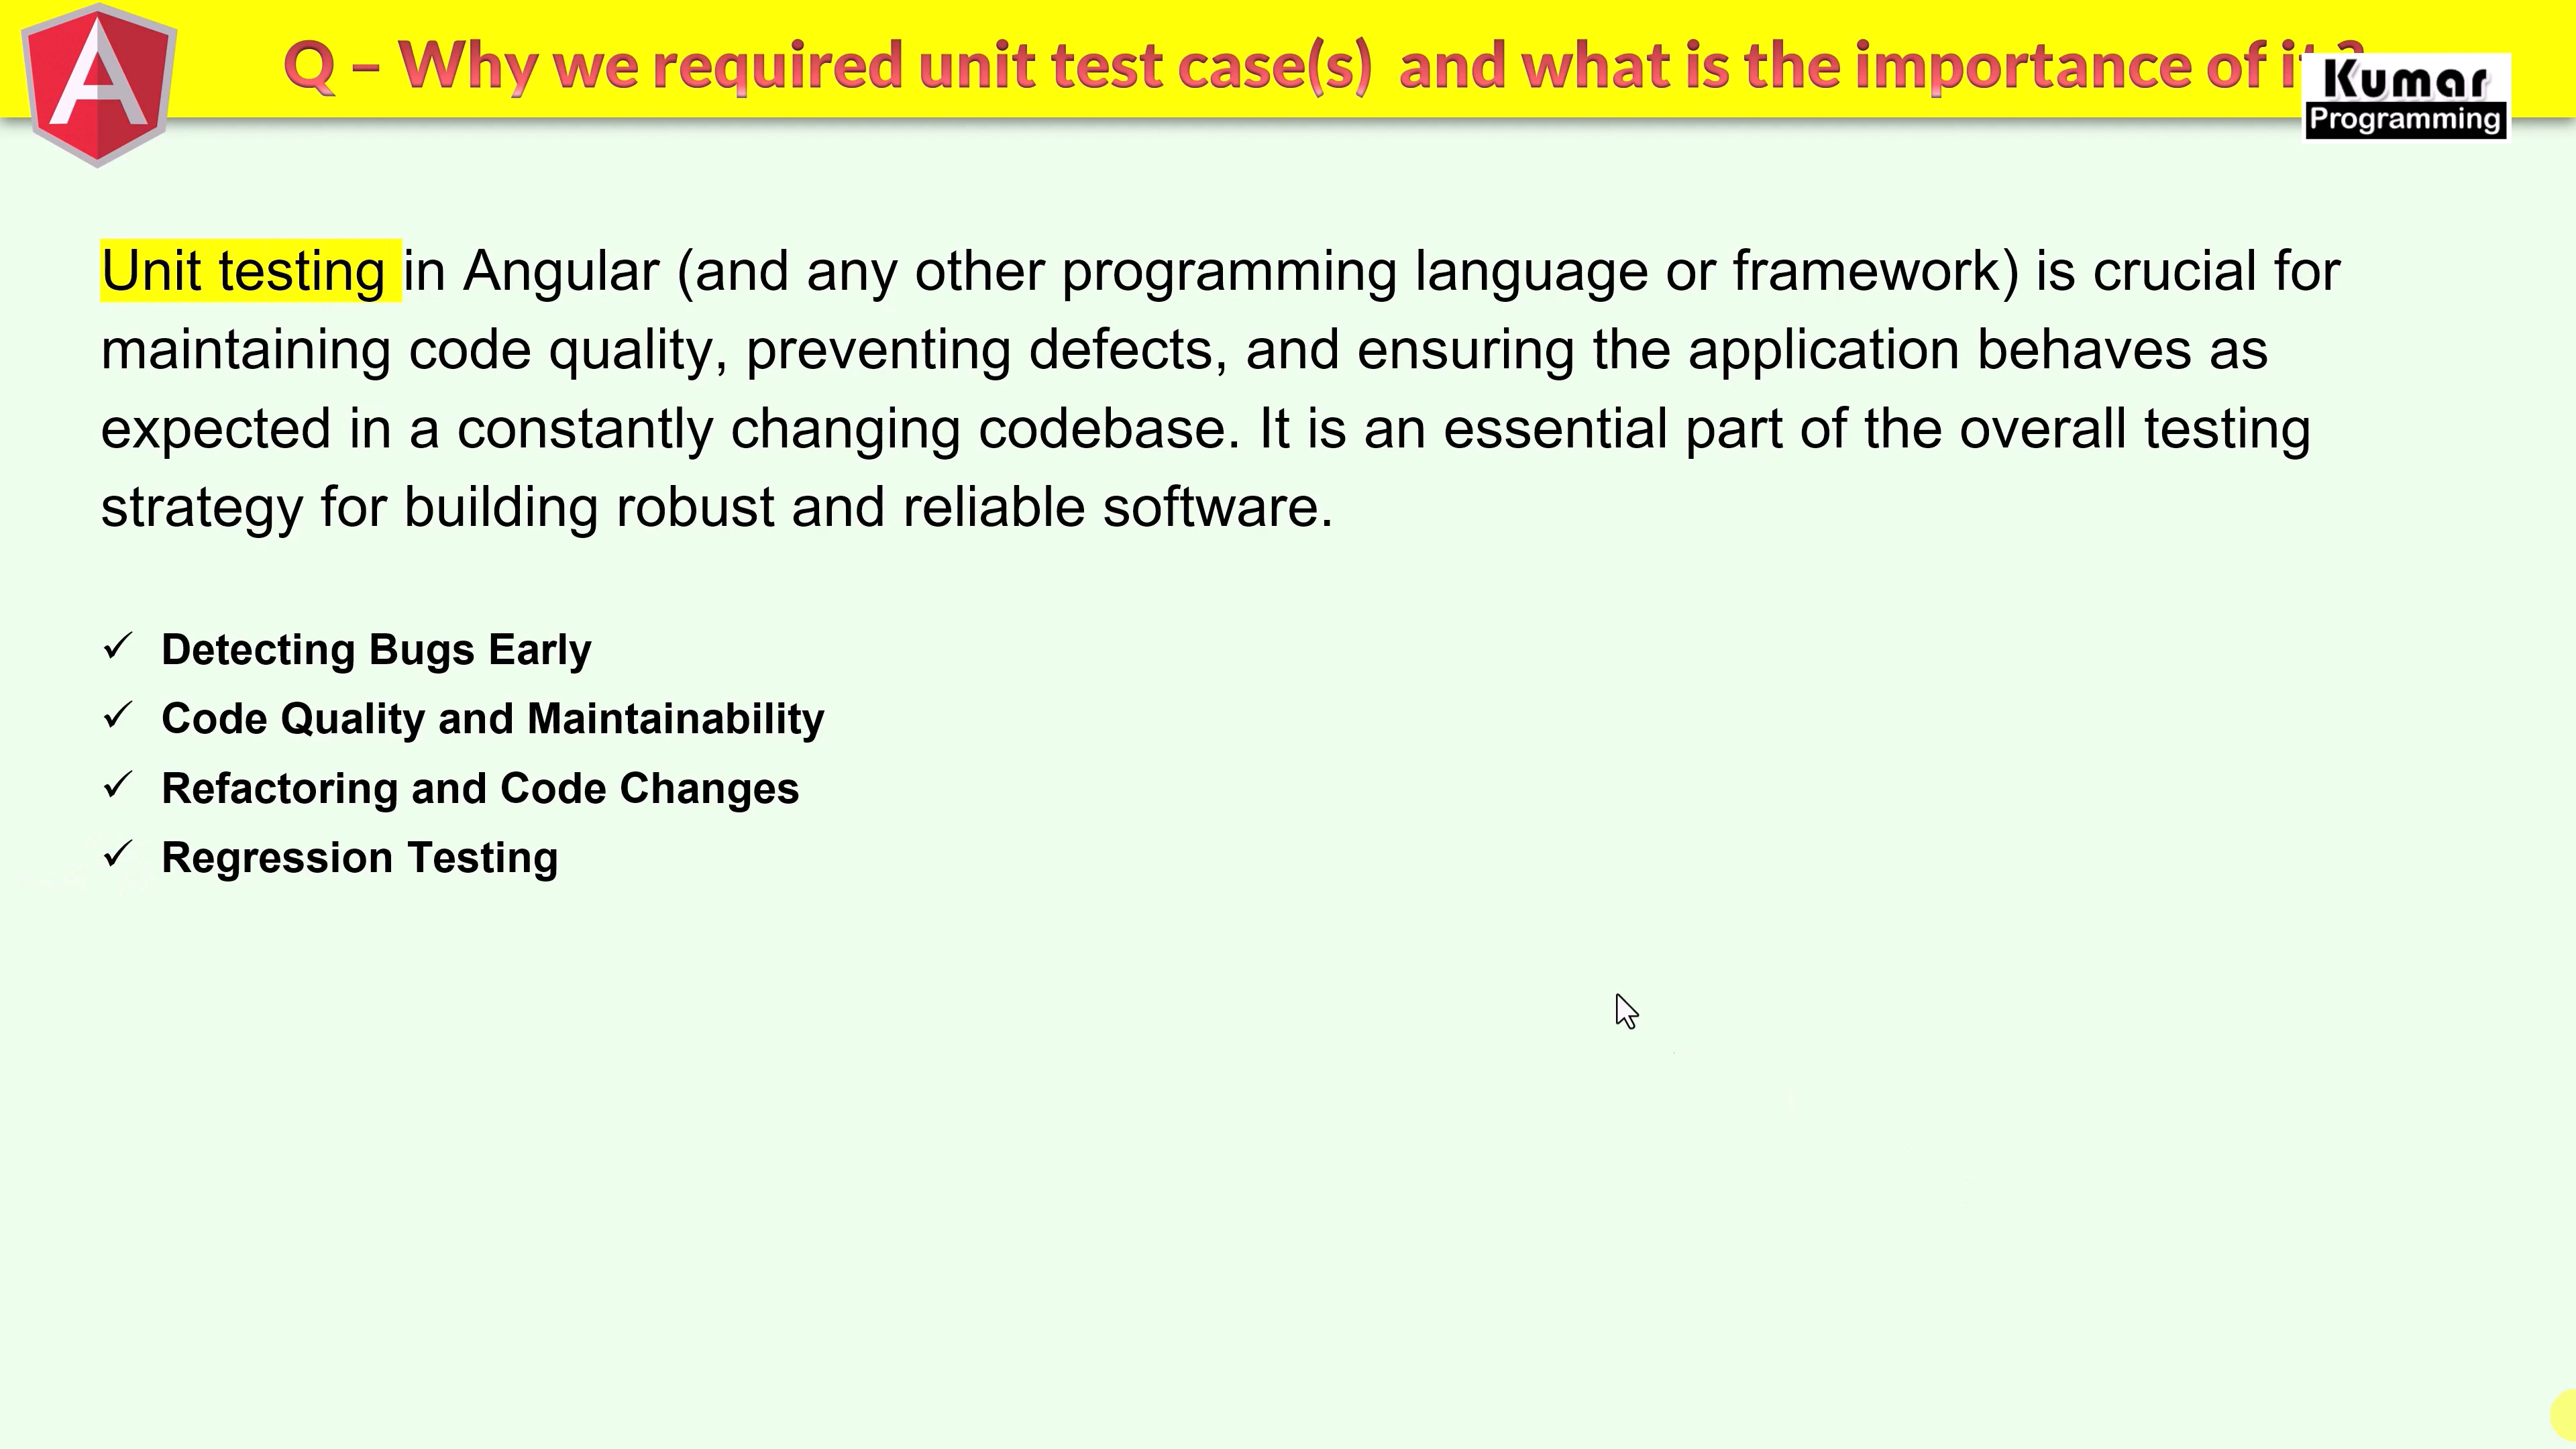 Q – Why we required unit test case(s) and what is the importance of it ?
Kumar
Programming
Unit testing in Angular (and any other programming language or framework) is crucial for
maintaining code quality, preventing defects, and ensuring the application behaves as
expected in a constantly changing codebase. It is an essential part of the overall testing
strategy for building robust and reliable software.
✓ Detecting Bugs Early
✓ Code Quality and Maintainability
✓ Refactoring and Code Changes
✓ Regression Testing